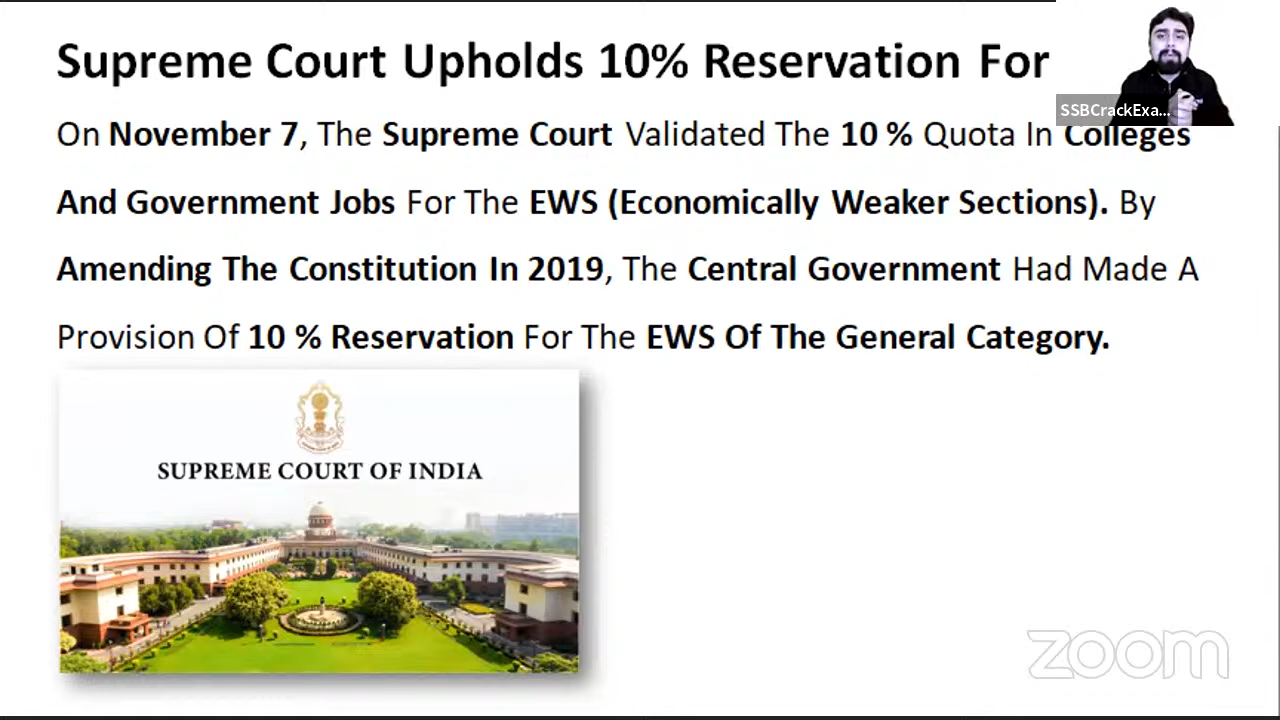 Supreme Court Upholds 10% Reservation For
SSBCrackExa...
On November 7, The Supreme Court Validated The 10 % Quota In Colleges
And Government Jobs For The EWS (Economically Weaker Sections). By
Amending The Constitution In 2019, The Central Government Had Made A
Provision Of 10 % Reservation For The EWS Of The General Category.
SUPREME COURT OF INDIA
zoom